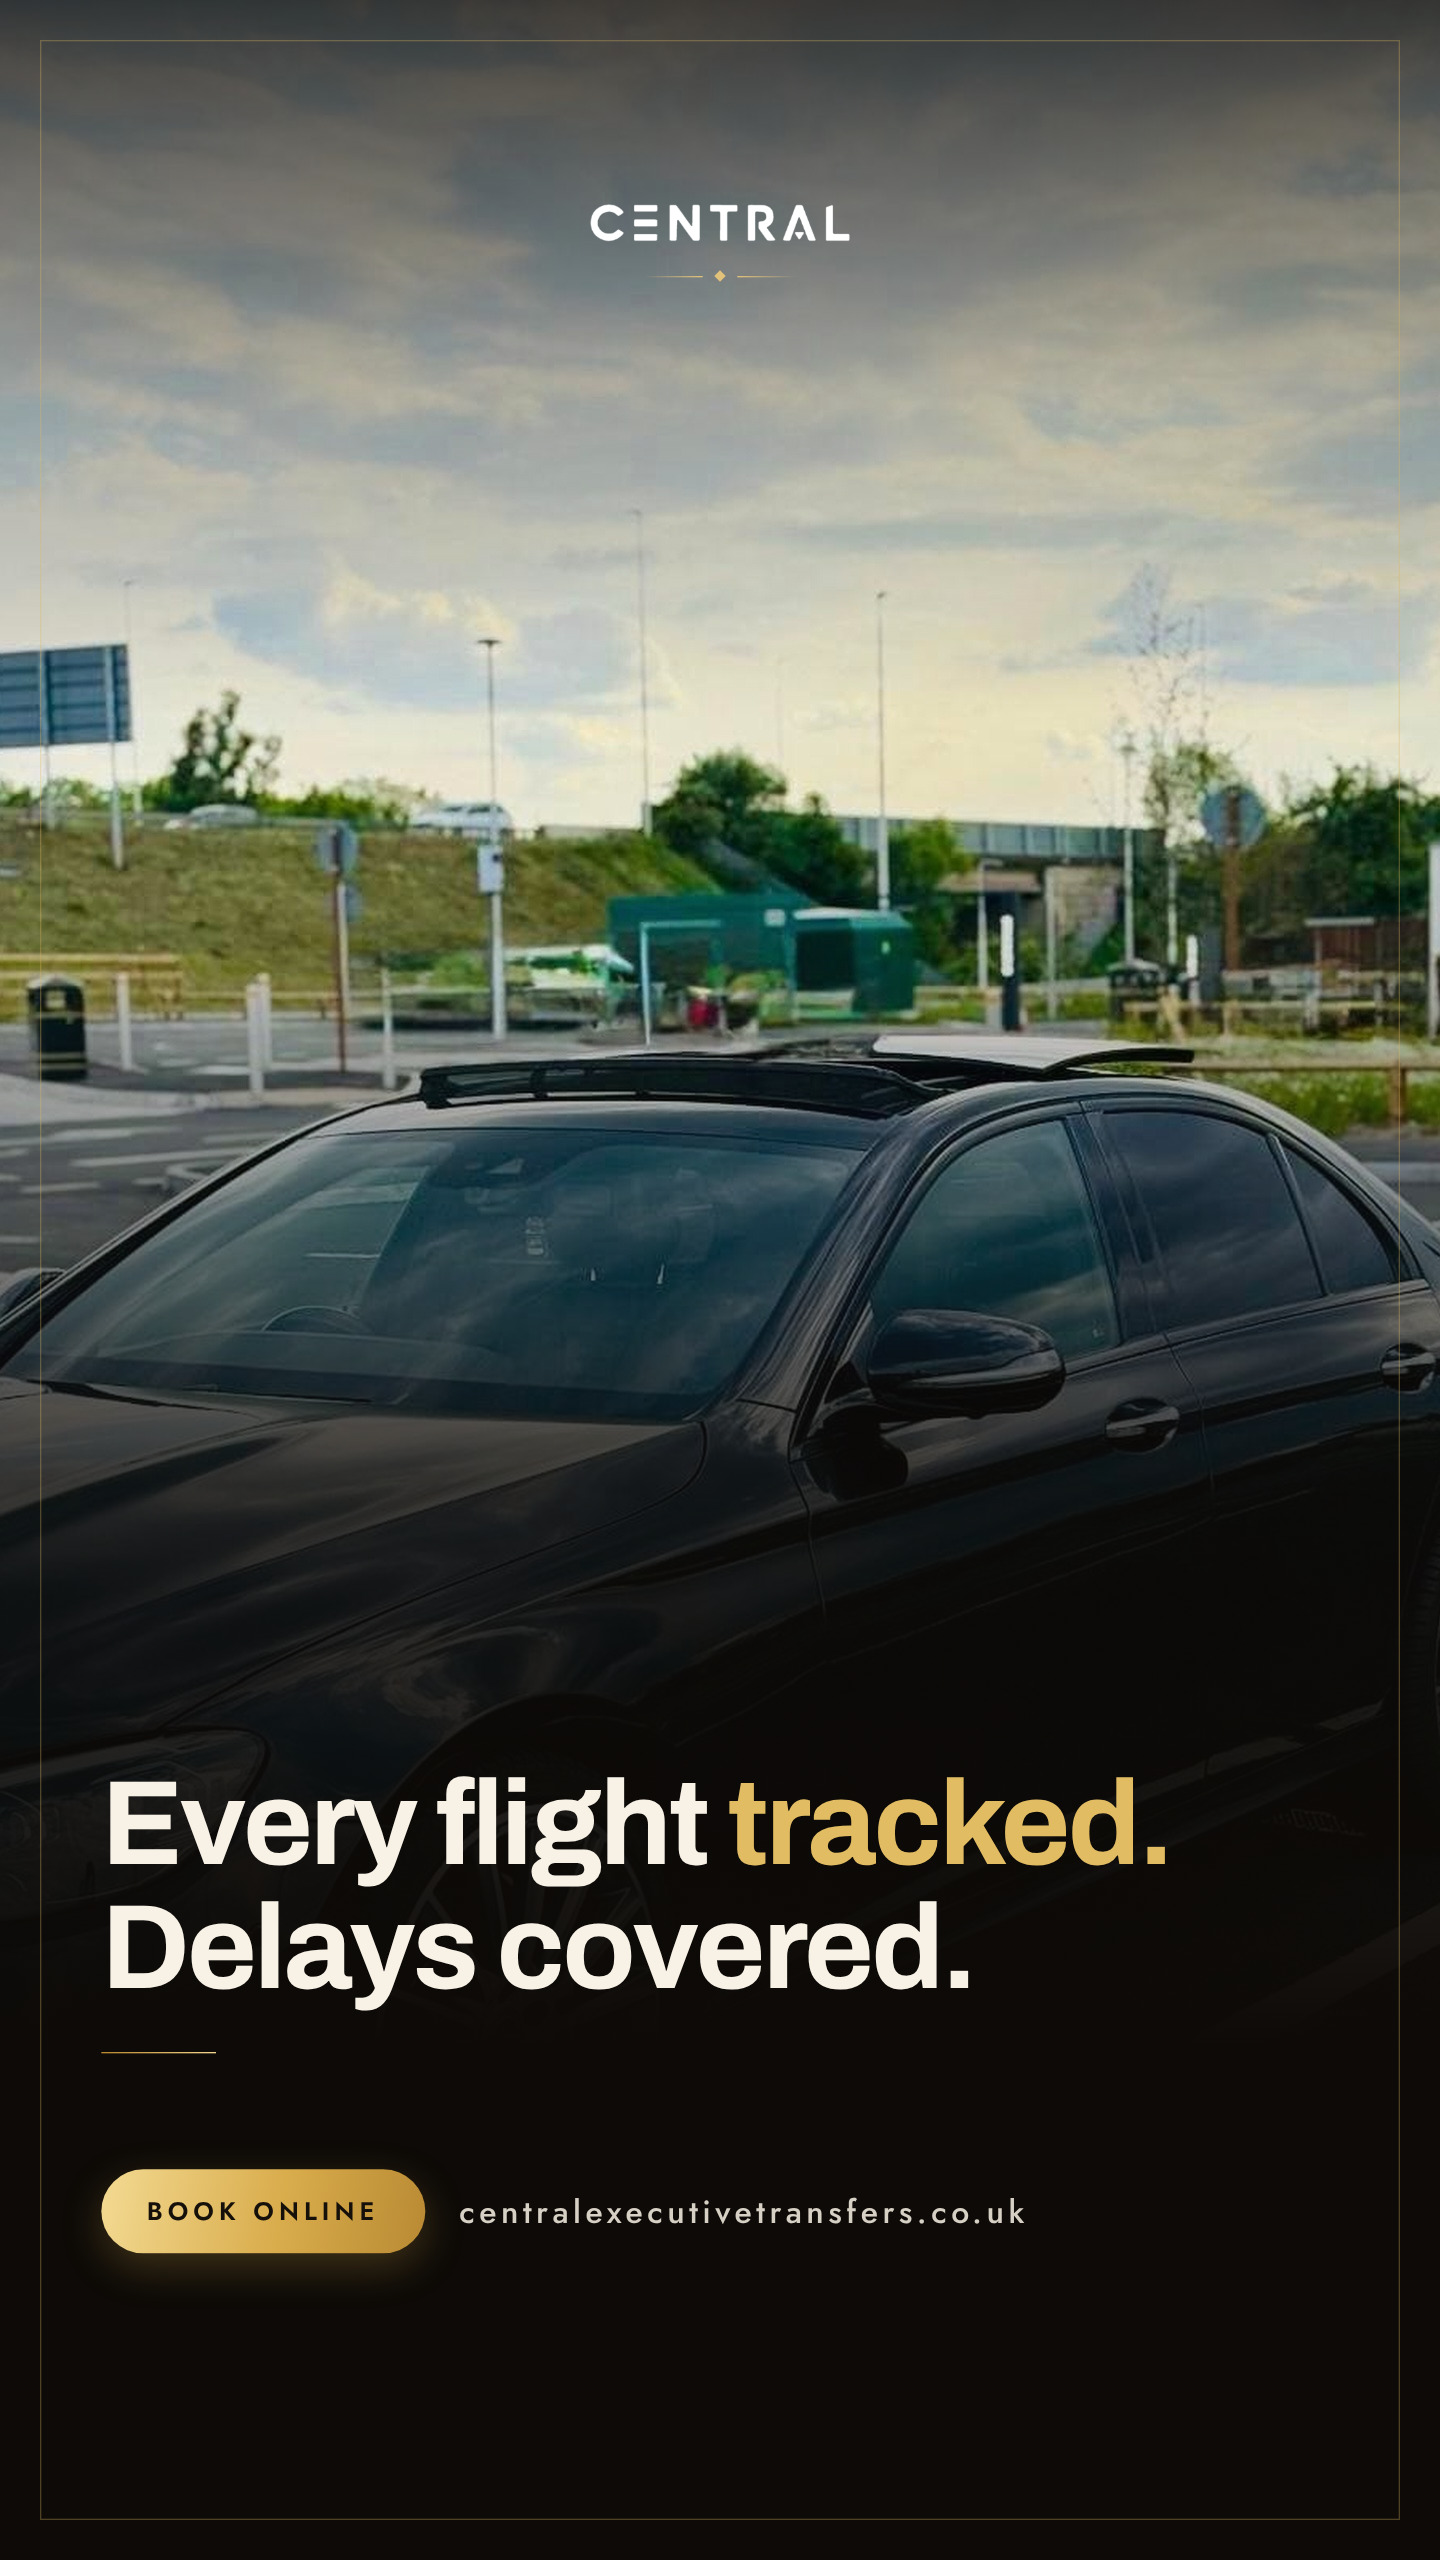 CENTRAL
Every flight tracked.
Delays covered.
BOOK ONLINE
centralexecutivetransfers.co.uk